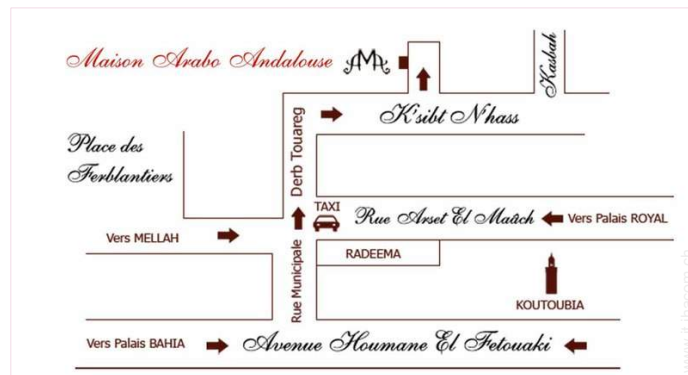 Maison Arabo Andalouse
AMA
Kasbah
K'sibt N'hass
Derb Touareg
Place des
Ferblantiers
TAXI
Rue Arset El Maâch
Vers Palais ROYAL
Vers MELLAH
Rue Municipale
RADEEMA
KOUTOUBIA
Vers Palais BAHIA
Avenue Houmane El Fetouaki